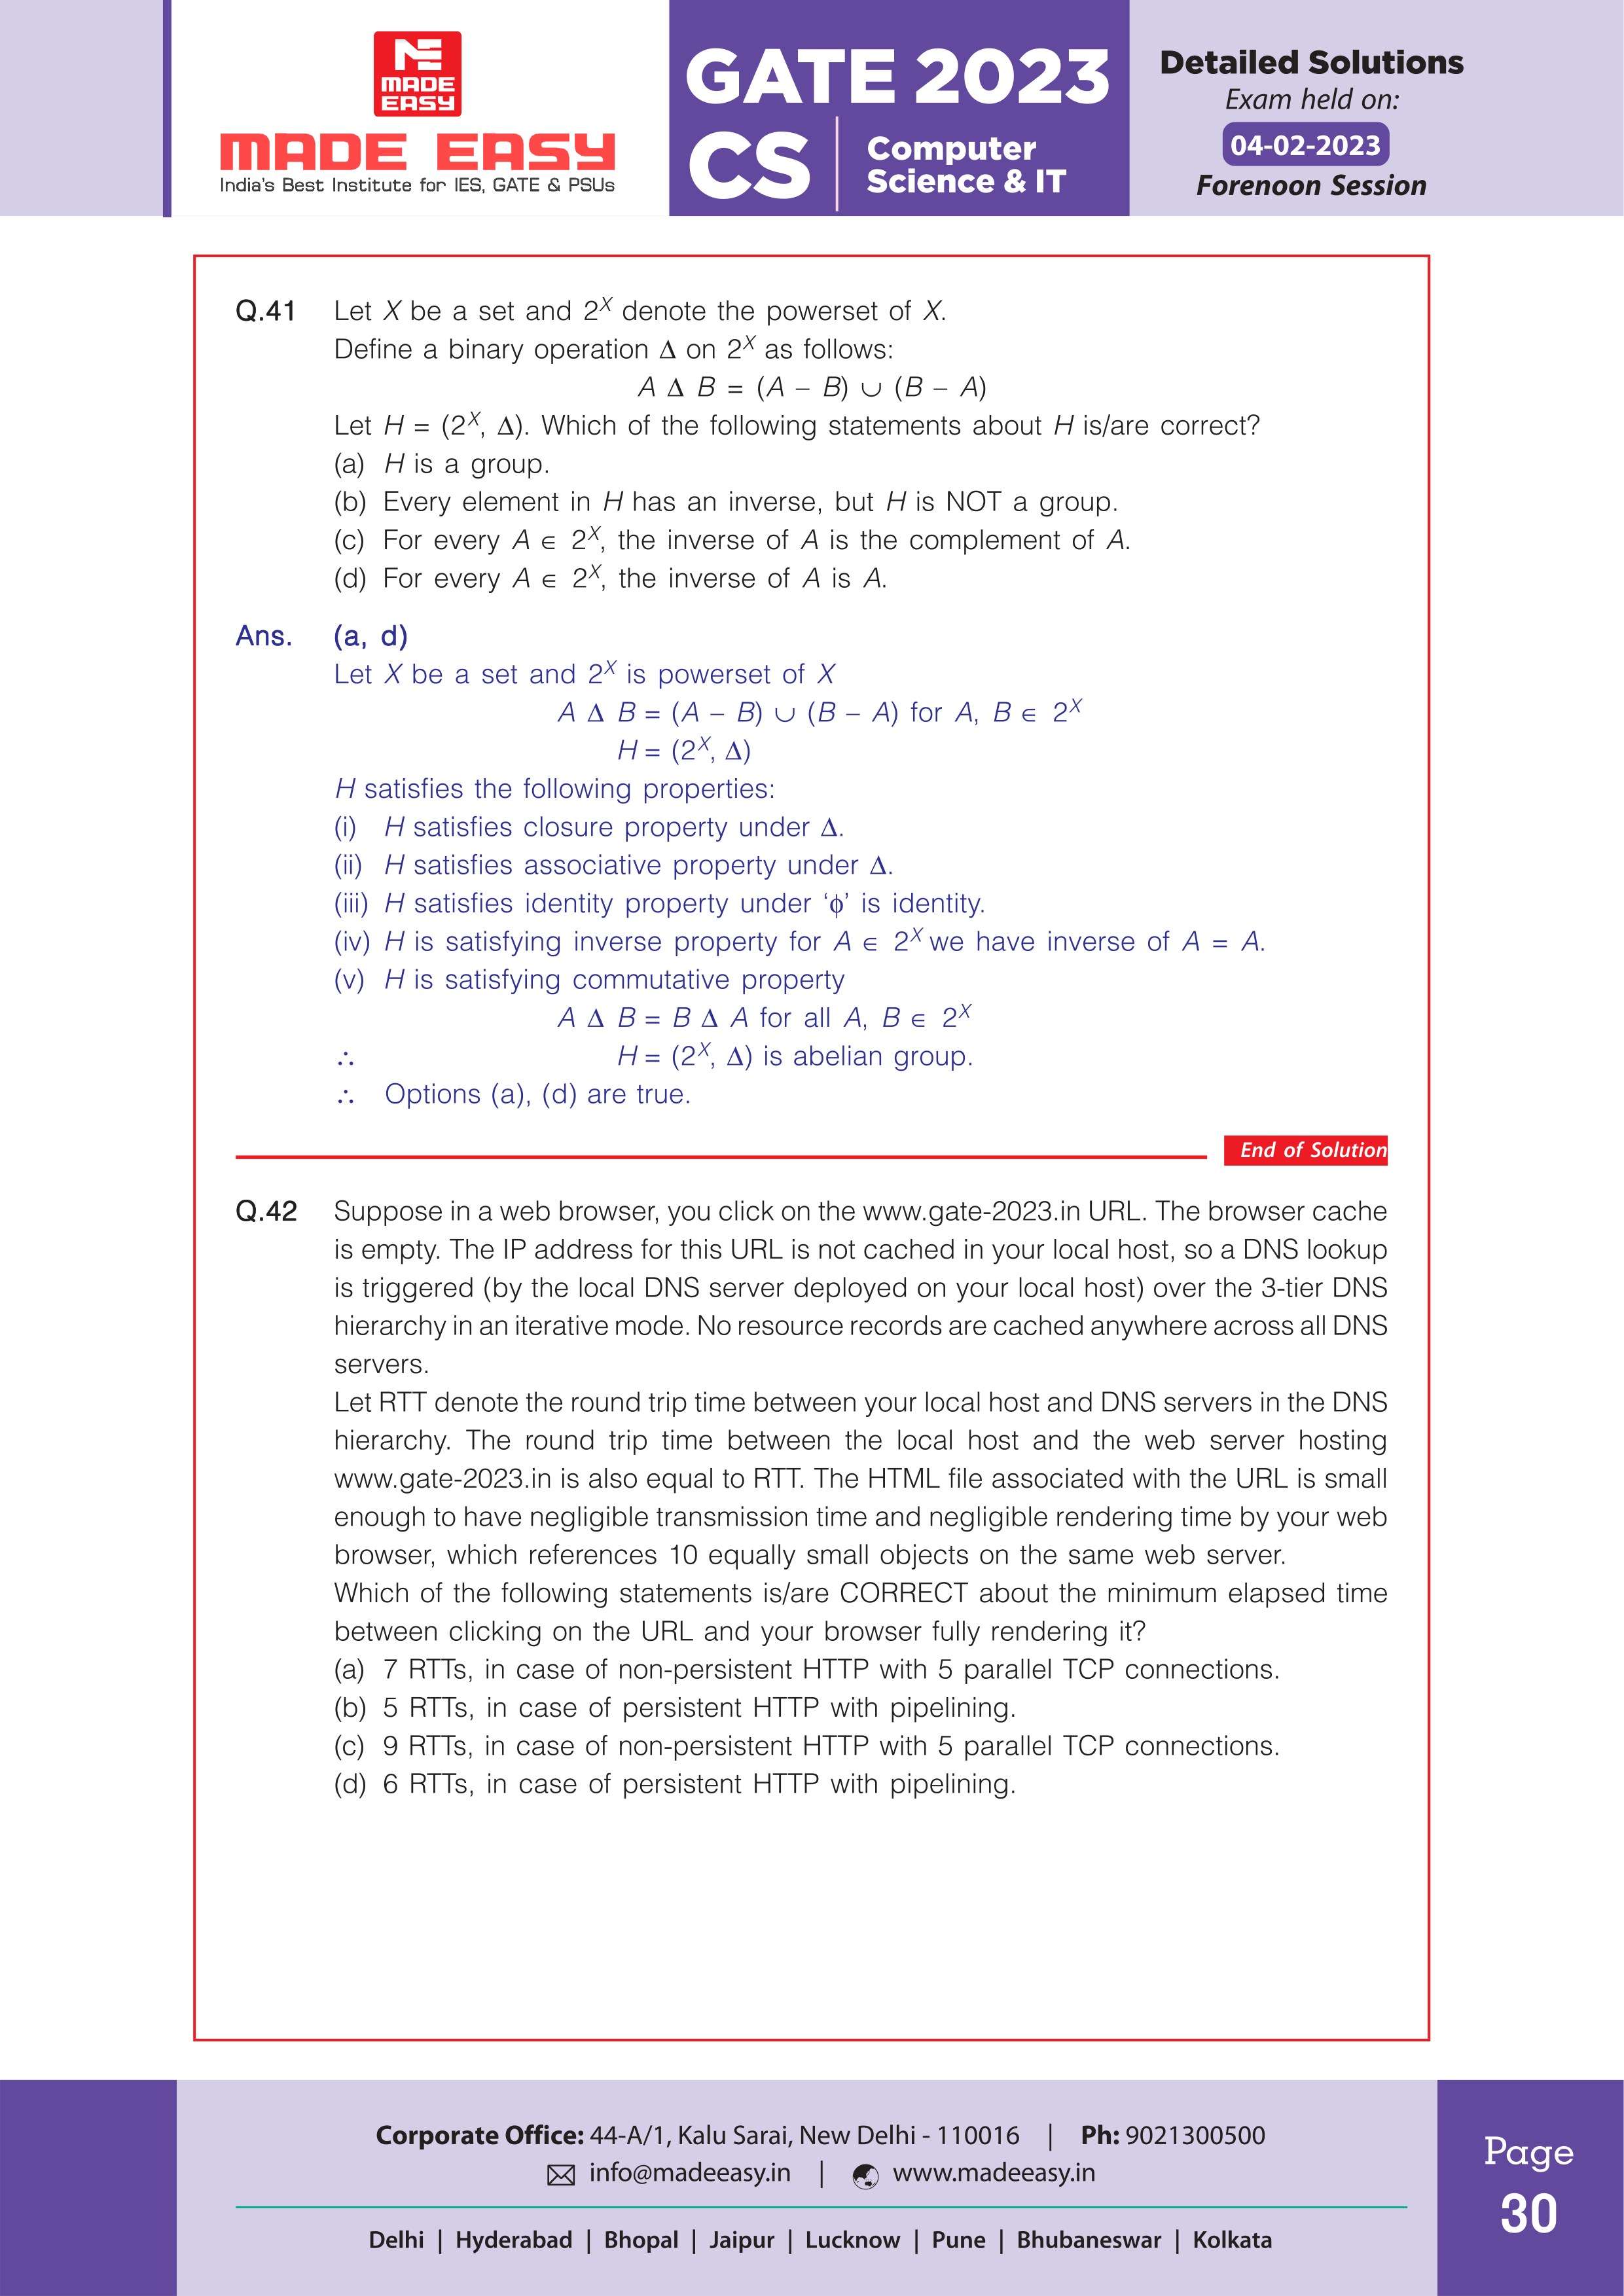 MADE
EASY
MADE EASY
India's Best Institute for IES, GATE & PSUs
GATE 2023
CS
Computer
Science & IT
Detailed Solutions
Exam held on:
04-02-2023
Forenoon Session
Q.41 Let X be a set and 2^X denote the powerset of X.
Define a binary operation Δ on 2^X as follows:
A Δ B = (A – B) ∪ (B – A)
Let H = (2^X, Δ). Which of the following statements about H is/are correct?
(a) H is a group.
(b) Every element in H has an inverse, but H is NOT a group.
(c) For every A ∈ 2^X, the inverse of A is the complement of A.
(d) For every A ∈ 2^X, the inverse of A is A.
Ans. (a, d)
Let X be a set and 2^X is powerset of X
A Δ B = (A – B) ∪ (B – A) for A, B ∈ 2^X
H = (2^X, Δ)
H satisfies the following properties:
(i) H satisfies closure property under Δ.
(ii) H satisfies associative property under Δ.
(iii) H satisfies identity property under ‘ϕ’ is identity.
(iv) H is satisfying inverse property for A ∈ 2^X we have inverse of A = A.
(v) H is satisfying commutative property
A Δ B = B Δ A for all A, B ∈ 2^X
∴ H = (2^X, Δ) is abelian group.
∴ Options (a), (d) are true.
End of Solution
Q.42 Suppose in a web browser, you click on the www.gate-2023.in URL. The browser cache
is empty. The IP address for this URL is not cached in your local host, so a DNS lookup
is triggered (by the local DNS server deployed on your local host) over the 3-tier DNS
hierarchy in an iterative mode. No resource records are cached anywhere across all DNS
servers.
Let RTT denote the round trip time between your local host and DNS servers in the DNS
hierarchy. The round trip time between the local host and the web server hosting
www.gate-2023.in is also equal to RTT. The HTML file associated with the URL is small
enough to have negligible transmission time and negligible rendering time by your web
browser, which references 10 equally small objects on the same web server.
Which of the following statements is/are CORRECT about the minimum elapsed time
between clicking on the URL and your browser fully rendering it?
(a) 7 RTTs, in case of non-persistent HTTP with 5 parallel TCP connections.
(b) 5 RTTs, in case of persistent HTTP with pipelining.
(c) 9 RTTs, in case of non-persistent HTTP with 5 parallel TCP connections.
(d) 6 RTTs, in case of persistent HTTP with pipelining.
Corporate Office: 44-A/1, Kalu Sarai, New Delhi - 110016 | Ph: 9021300500
info@madeeasy.in | www.madeeasy.in
Delhi | Hyderabad | Bhopal | Jaipur | Lucknow | Pune | Bhubaneswar | Kolkata
Page
30